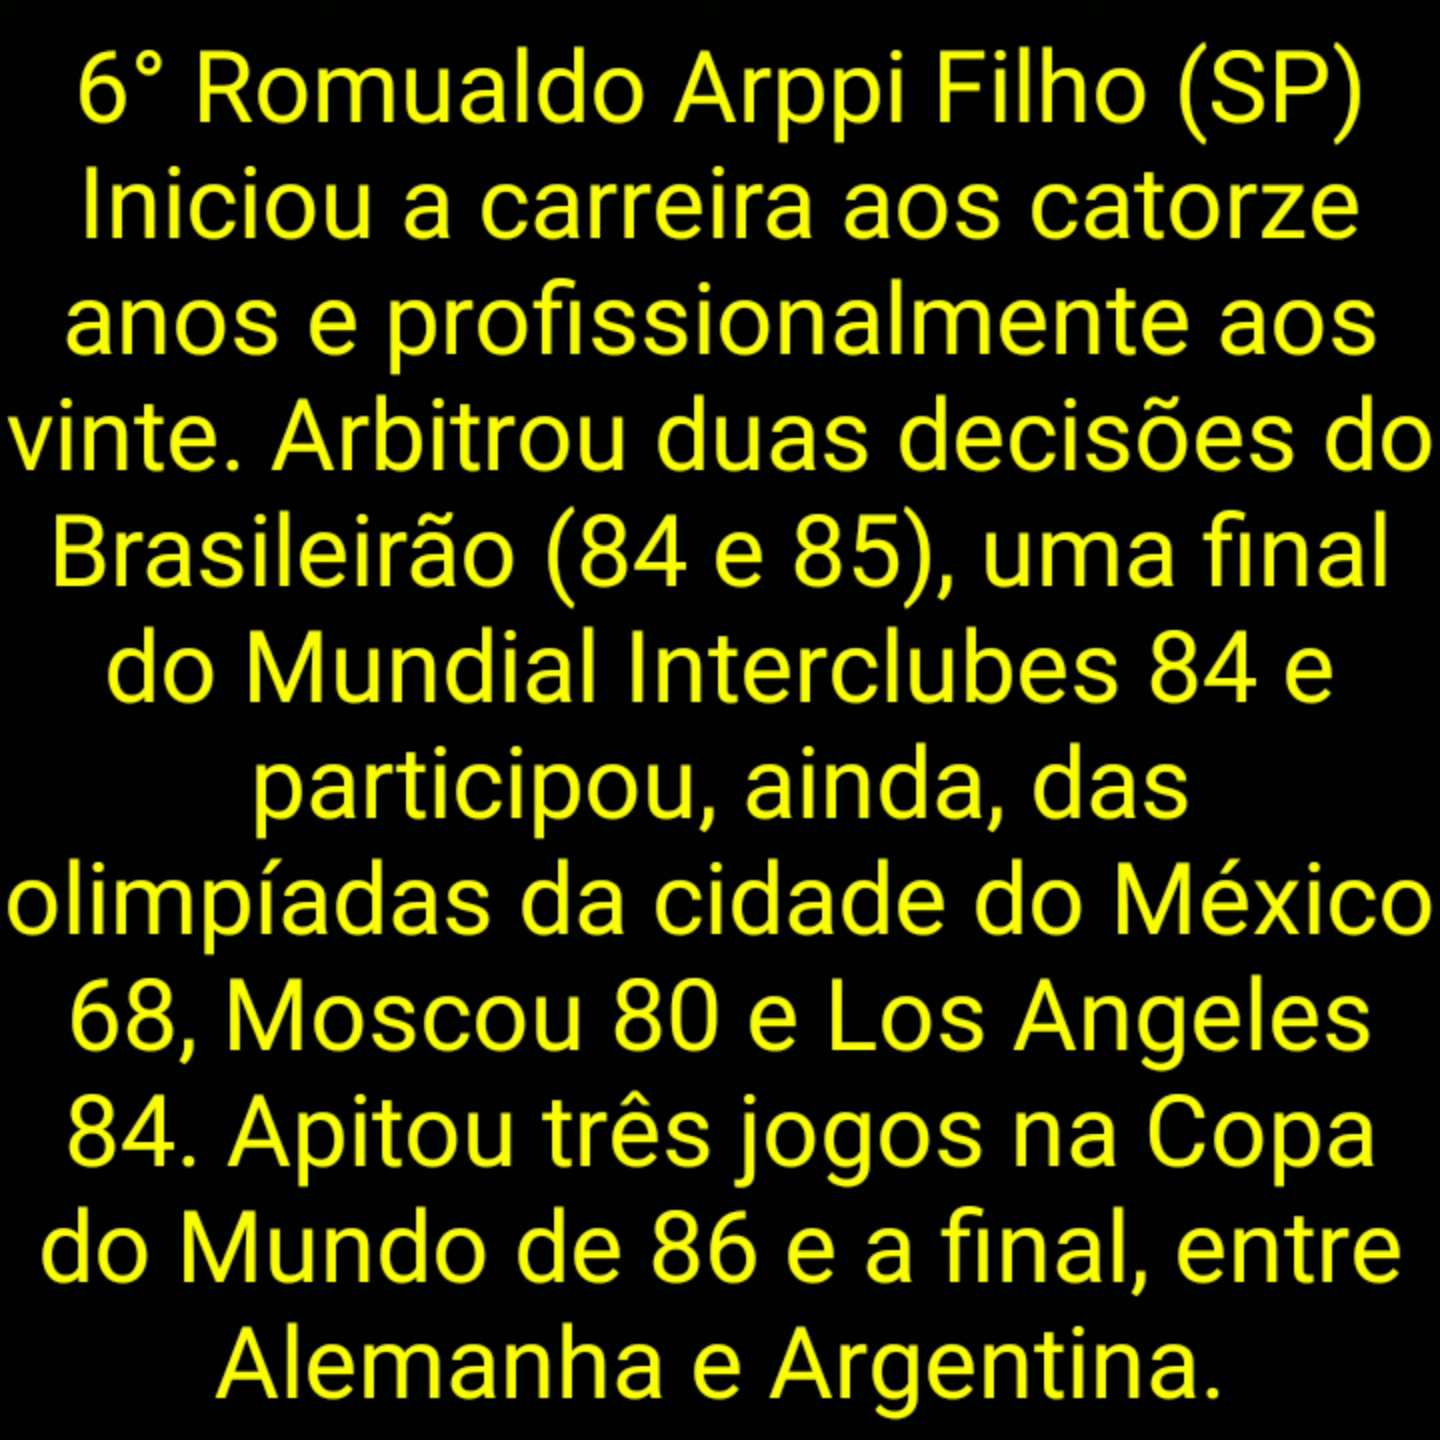 6° Romualdo Arppi Filho (SP)
Iniciou a carreira aos catorze
anos e profissionalmente aos
vinte. Arbitrou duas decisões do
Brasileirão (84 e 85), uma final
do Mundial Interclubes 84 e
participou, ainda, das
olimpíadas da cidade do México
68, Moscou 80 e Los Angeles
84. Apitou três jogos na Copa
do Mundo de 86 e a final, entre
Alemanha e Argentina.